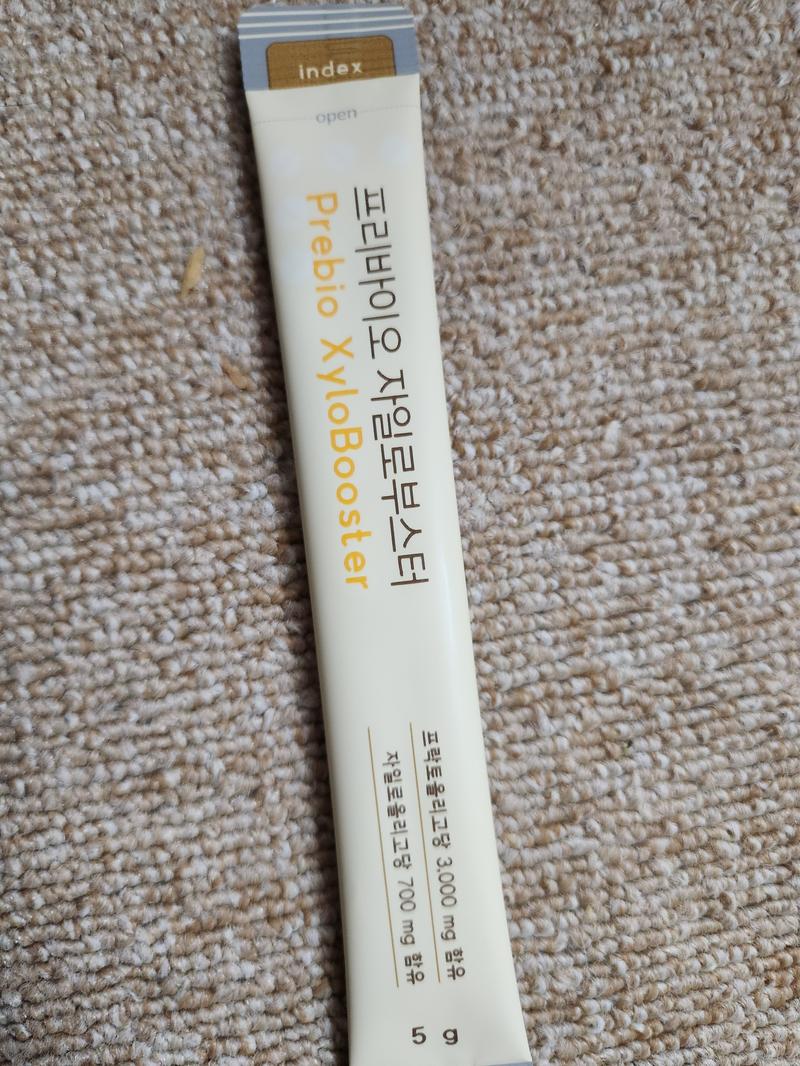 index
open
프리바이오 자일로부스터
Prebio XyloBooster
프락토올리고당 3,000 mg 함유
자일로올리고당 700 mg 함유
5 g